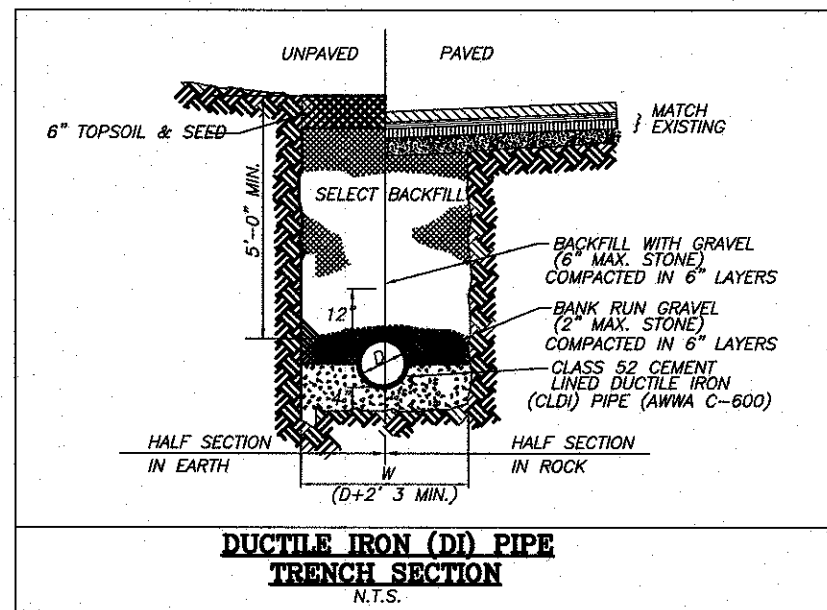 UNPAVED
PAVED
MATCH
EXISTING
6" TOPSOIL & SEED
5'-0" MIN.
SELECT BACKFILL
BACKFILL WITH GRAVEL
(6" MAX. STONE)
COMPACTED IN 6" LAYERS
12"
BANK RUN GRAVEL
(2" MAX. STONE)
COMPACTED IN 6" LAYERS
D
CLASS 52 CEMENT
LINED DUCTILE IRON
(CLDI) PIPE (AWWA C-600)
4"
HALF SECTION
IN EARTH
HALF SECTION
IN ROCK
W
(D+2' 3 MIN.)
DUCTILE IRON (DI) PIPE
TRENCH SECTION
N.T.S.